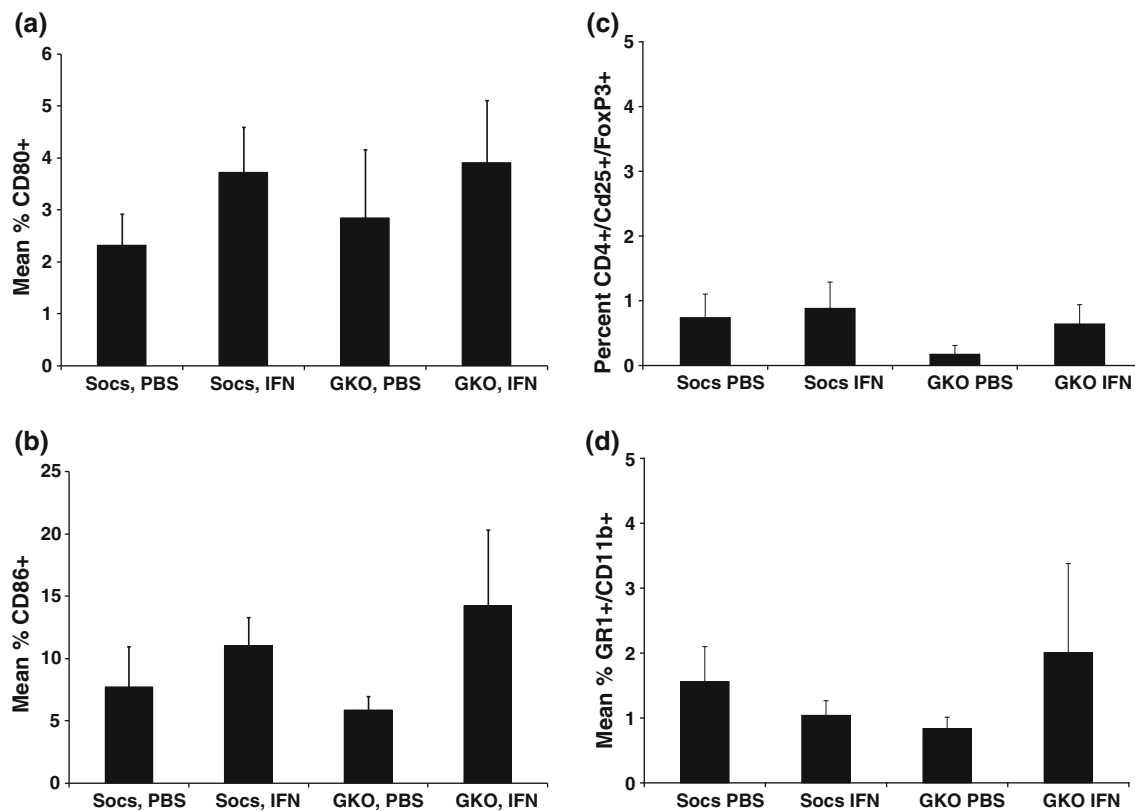 (a)
Mean % CD80+
6
5
4
3
2
1
0
Socs, PBS Socs, IFN GKO, PBS GKO, IFN
(b)
Mean % CD86+
25
20
15
10
5
0
Socs, PBS Socs, IFN GKO, PBS GKO, IFN
(c)
Percent CD4+/Cd25+/FoxP3+
5
4
3
2
1
0
Socs PBS Socs IFN GKO PBS GKO IFN
(d)
Mean % GR1+/CD11b+
5
4
3
2
1
0
Socs PBS Socs IFN GKO PBS GKO IFN